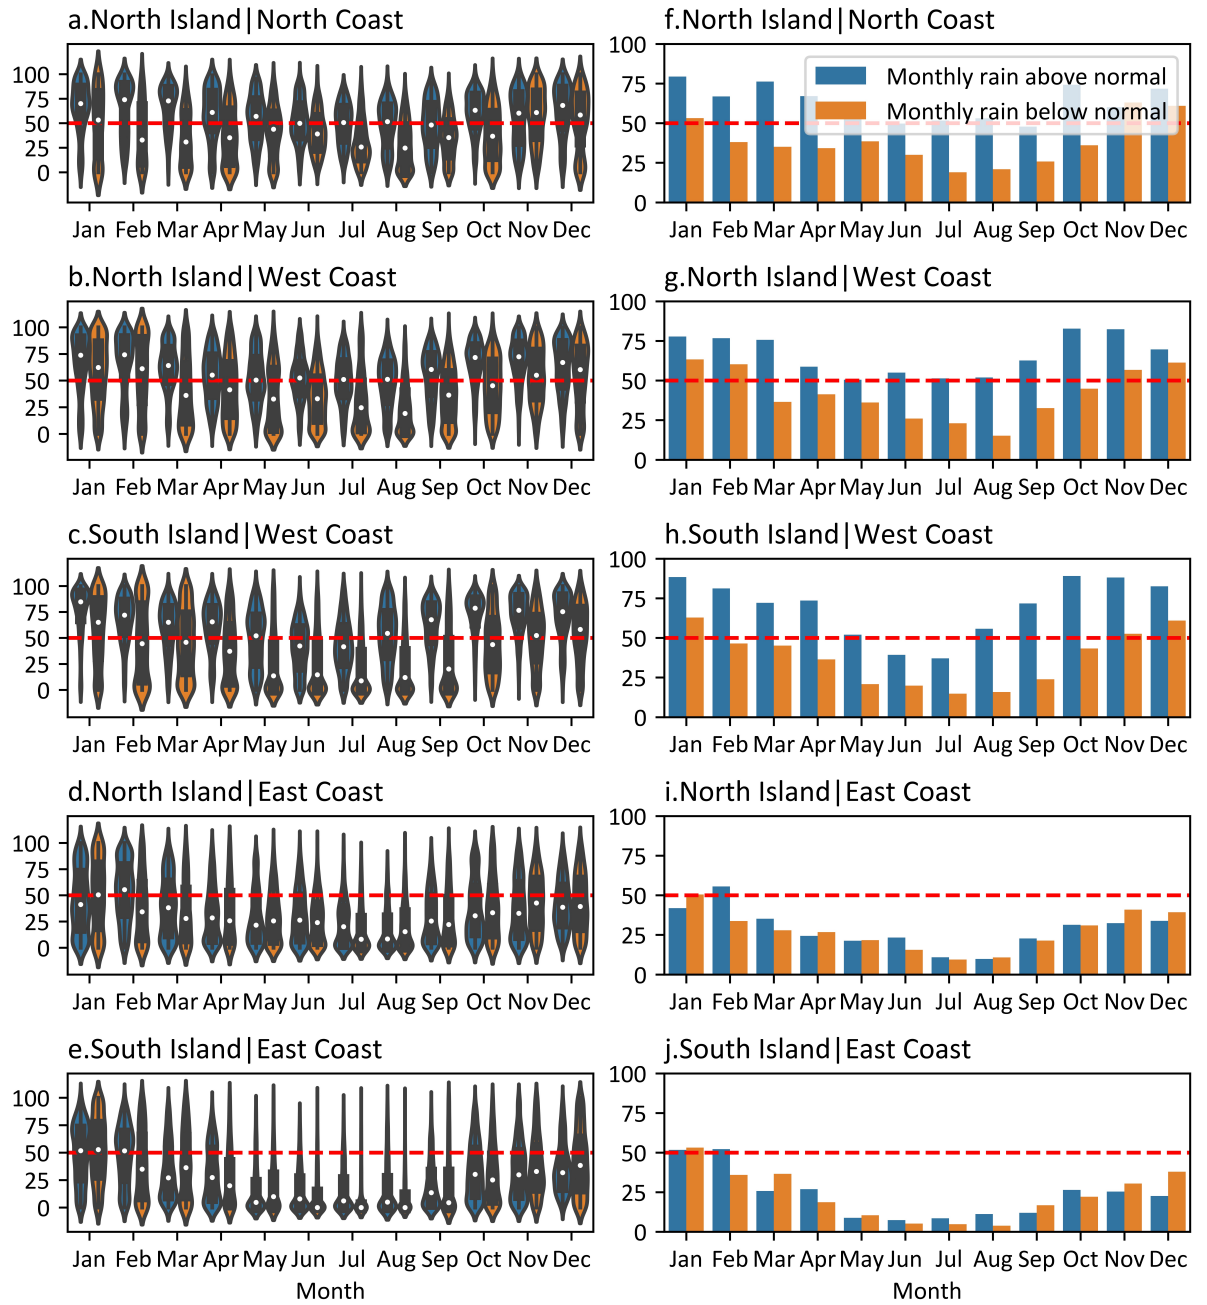 a.North Island|North Coast
100
75
50
25
0
Jan Feb Mar Apr May Jun Jul Aug Sep Oct Nov Dec
f.North Island|North Coast
100
75
50
25
0
Monthly rain above normal
Monthly rain below normal
Jan Feb Mar Apr May Jun Jul Aug Sep Oct Nov Dec
b.North Island|West Coast
100
75
50
25
0
Jan Feb Mar Apr May Jun Jul Aug Sep Oct Nov Dec
g.North Island|West Coast
100
75
50
25
0
Jan Feb Mar Apr May Jun Jul Aug Sep Oct Nov Dec
c.South Island|West Coast
100
75
50
25
0
Jan Feb Mar Apr May Jun Jul Aug Sep Oct Nov Dec
h.South Island|West Coast
100
75
50
25
0
Jan Feb Mar Apr May Jun Jul Aug Sep Oct Nov Dec
d.North Island|East Coast
100
75
50
25
0
Jan Feb Mar Apr May Jun Jul Aug Sep Oct Nov Dec
i.North Island|East Coast
100
75
50
25
0
Jan Feb Mar Apr May Jun Jul Aug Sep Oct Nov Dec
e.South Island|East Coast
100
75
50
25
0
Jan Feb Mar Apr May Jun Jul Aug Sep Oct Nov Dec
Month
j.South Island|East Coast
100
75
50
25
0
Jan Feb Mar Apr May Jun Jul Aug Sep Oct Nov Dec
Month